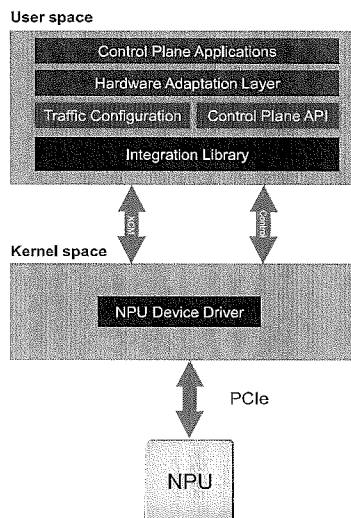 User space
Control Plane Applications
Hardware Adaptation Layer
Traffic Configuration
Control Plane API
Integration Library
KCM
Control
Kernel space
NPU Device Driver
PCIe
NPU